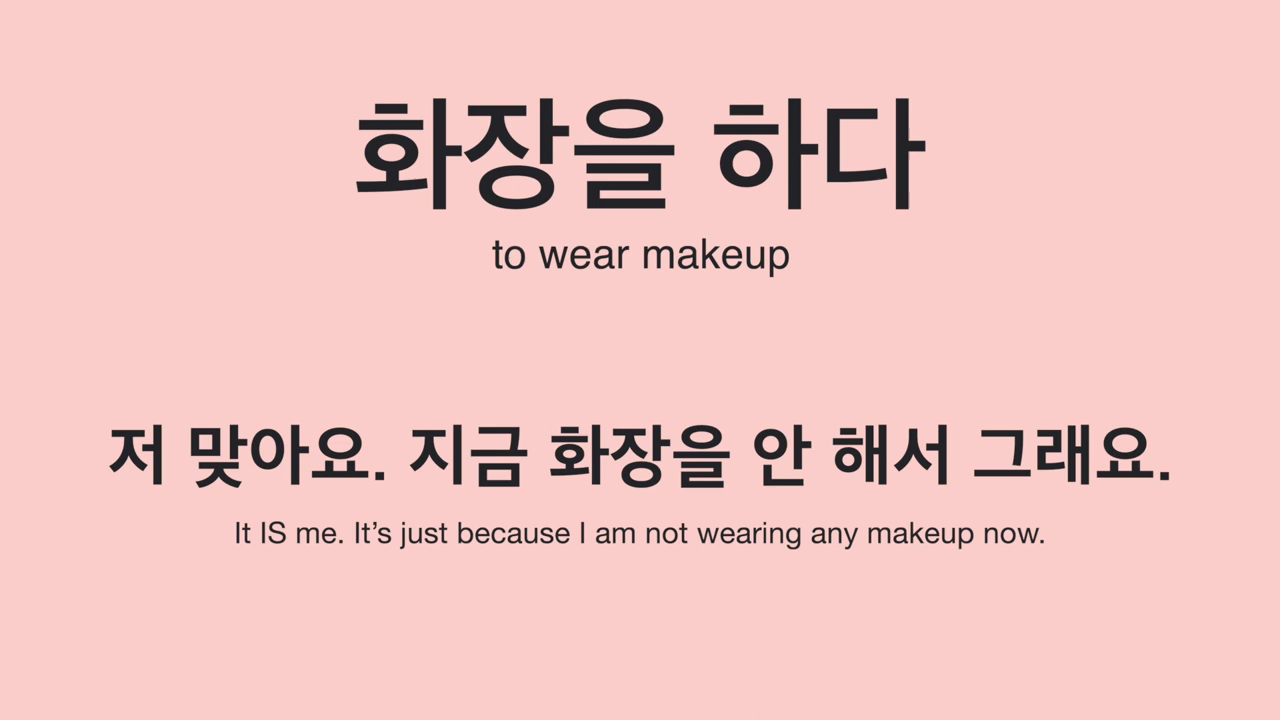 화장을 하다
to wear makeup
저 맞아요. 지금 화장을 안 해서 그래요.
It IS me. It’s just because I am not wearing any makeup now.